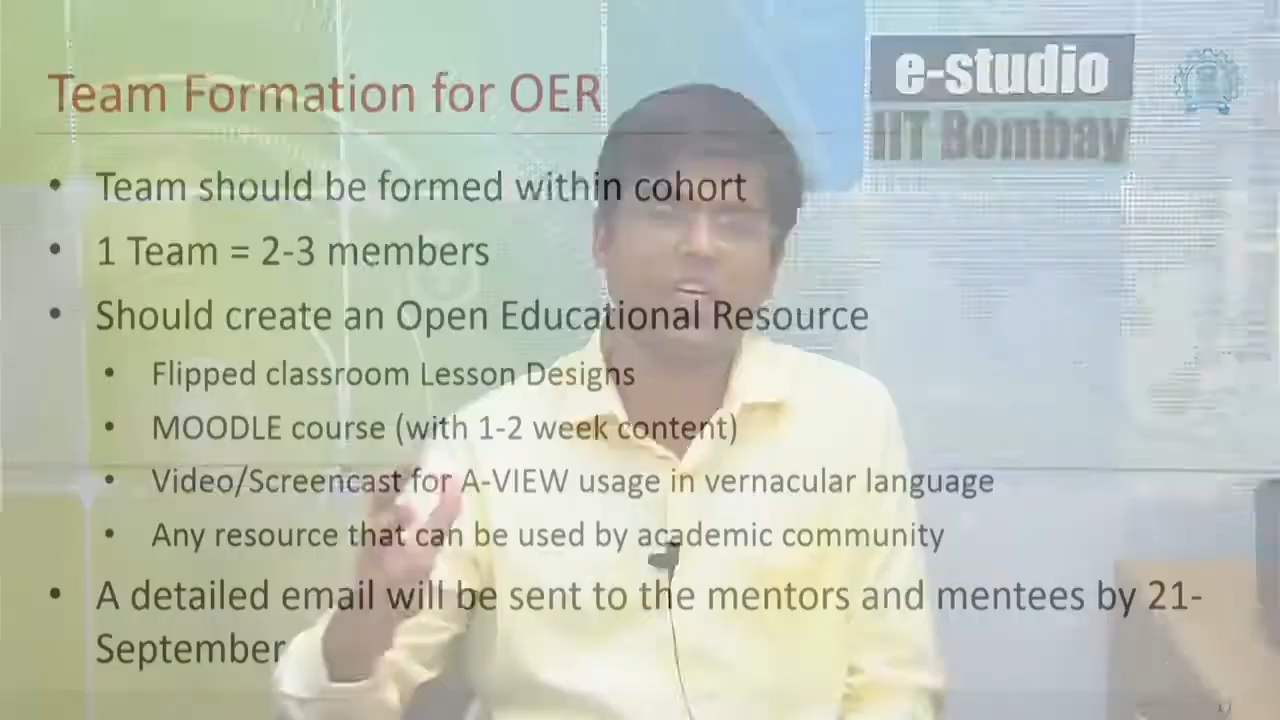 e-studio
IIT Bombay
Team Formation for OER
• Team should be formed within cohort
• 1 Team = 2-3 members
• Should create an Open Educational Resource
• Flipped classroom Lesson Designs
• MOODLE course (with 1-2 week content)
• Video/Screencast for A-VIEW usage in vernacular language
• Any resource that can be used by academic community
• A detailed email will be sent to the mentors and mentees by 21-
September